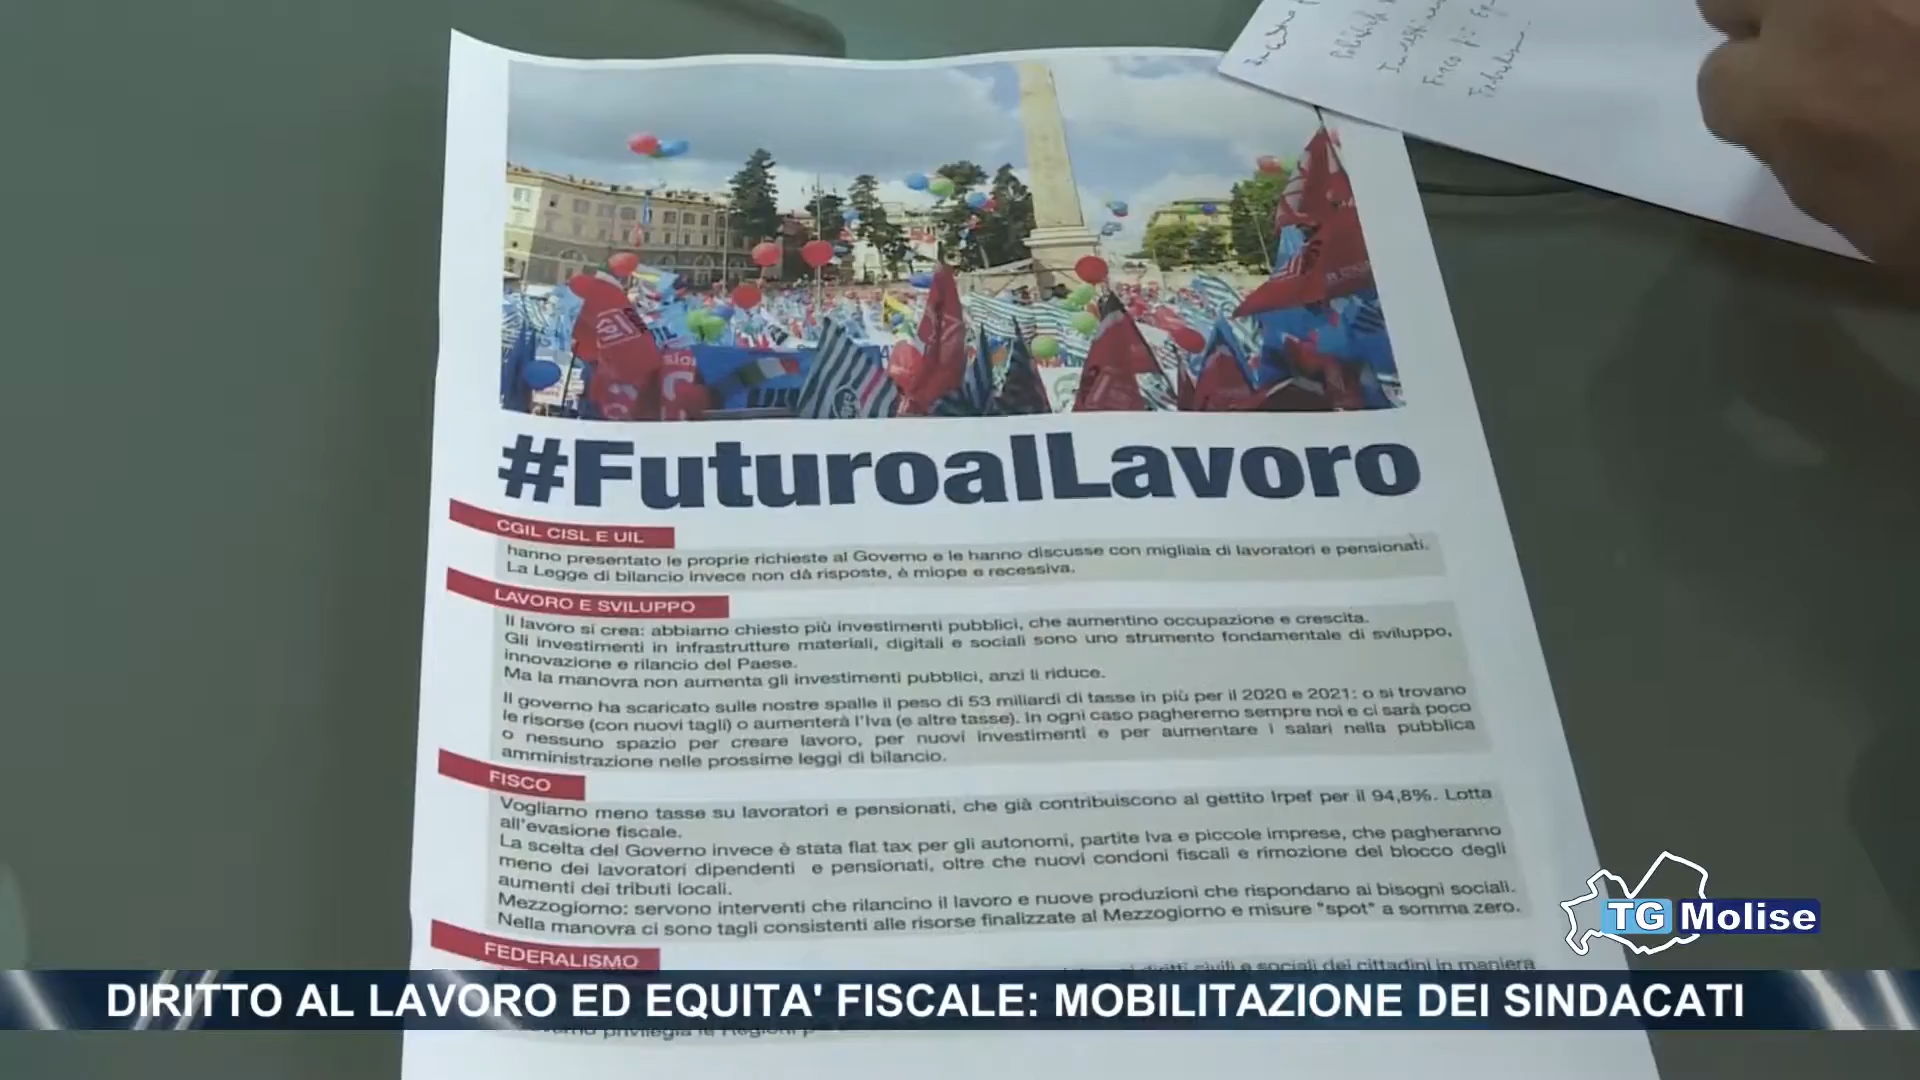 #FuturoalLavoro
CGIL CISL E UIL
hanno presentato le proprie richieste al Governo e le hanno discusse con migliaia di lavoratori e pensionati.
La Legge di bilancio invece non dà risposte, è miope e recessiva.
LAVORO E SVILUPPO
Il lavoro si crea: abbiamo chiesto più investimenti pubblici, che aumentino occupazione e crescita.
Gli investimenti in infrastrutture materiali, digitali e sociali sono uno strumento fondamentale di sviluppo,
innovazione e rilancio del Paese.
Ma la manovra non aumenta gli investimenti pubblici, anzi li riduce.
Il governo ha scaricato sulle nostre spalle il peso di 53 miliardi di tasse in più per il 2020 e 2021: o si trovano
le risorse (con nuovi tagli) o aumenterà l'Iva (e altre tasse). In ogni caso pagheremo sempre noi e ci sarà poco
o nessuno spazio per creare lavoro, per nuovi investimenti e per aumentare i salari nella pubblica
amministrazione nelle prossime leggi di bilancio.
FISCO
Vogliamo meno tasse su lavoratori e pensionati, che già contribuiscono al gettito Irpef per il 94,8%. Lotta
all'evasione fiscale.
La scelta del Governo invece è stata flat tax per gli autonomi, partite Iva e piccole imprese, che pagheranno
meno dei lavoratori dipendenti e pensionati, oltre che nuovi condoni fiscali e rimozione del blocco degli
aumenti dei tributi locali.
Mezzogiorno: servono interventi che rilancino il lavoro e nuove produzioni che rispondano ai bisogni sociali.
Nella manovra ci sono tagli consistenti alle risorse finalizzate al Mezzogiorno e misure "spot" a somma zero.
FEDERALISMO
diritti civili e sociali dei cittadini in maniera
privilegia le Regioni
TG Molise
DIRITTO AL LAVORO ED EQUITA' FISCALE: MOBILITAZIONE DEI SINDACATI